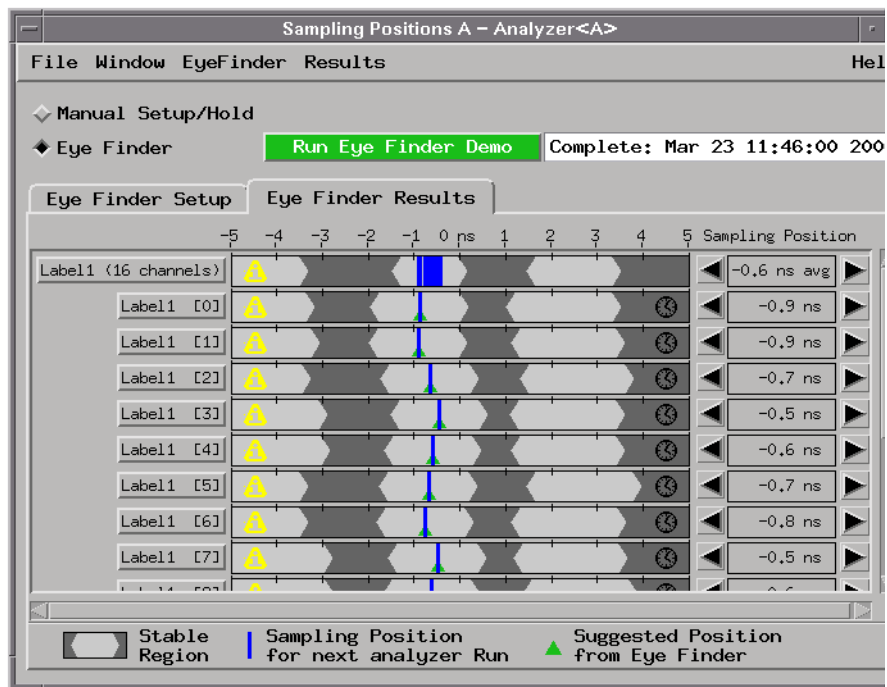 Sampling Positions A – Analyzer<A>
File Window EyeFinder Results Hel
Manual Setup/Hold
Eye Finder Run Eye Finder Demo Complete: Mar 23 11:46:00 200
Eye Finder Setup Eye Finder Results
-5 -4 -3 -2 -1 0 ns 1 2 3 4 5 Sampling Position
Label1 (16 channels) -0.6 ns avg
Label1 [0] -0.9 ns
Label1 [1] -0.9 ns
Label1 [2] -0.7 ns
Label1 [3] -0.5 ns
Label1 [4] -0.6 ns
Label1 [5] -0.7 ns
Label1 [6] -0.8 ns
Label1 [7] -0.5 ns
Stable Region
Sampling Position for next analyzer Run
Suggested Position from Eye Finder